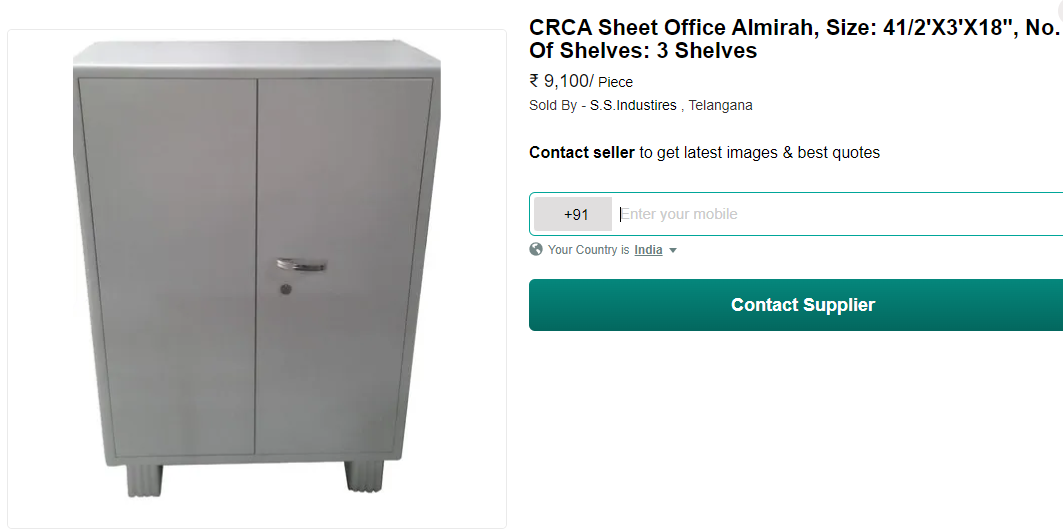 CRCA Sheet Office Almirah, Size: 41/2'X3'X18", No.
Of Shelves: 3 Shelves
₹ 9,100/ Piece
Sold By - S.S.Industires , Telangana
Contact seller to get latest images & best quotes
+91 Enter your mobile
Your Country is India
Contact Supplier